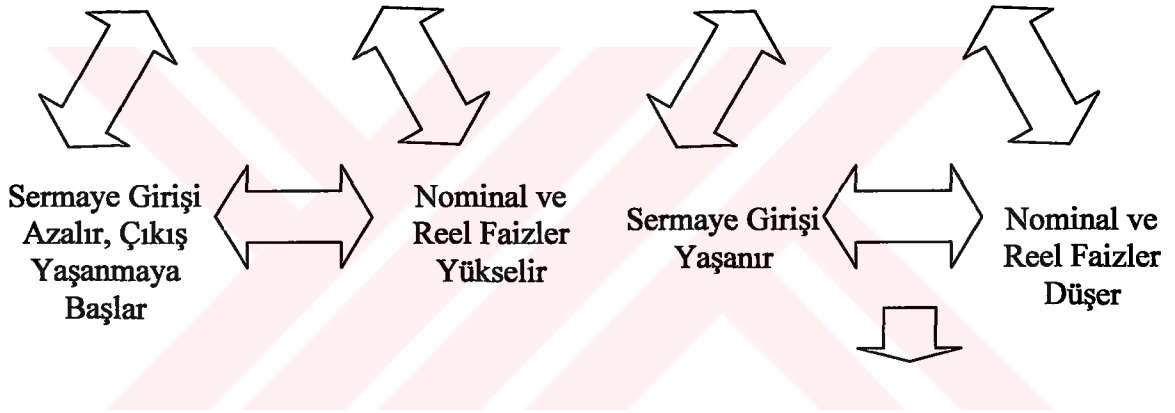 Sermaye Girişi
Azalır, Çıkış
Yaşanmaya
Başlar
Nominal ve
Reel Faizler
Yükselir
Sermaye Girişi
Yaşanır
Nominal ve
Reel Faizler
Düşer